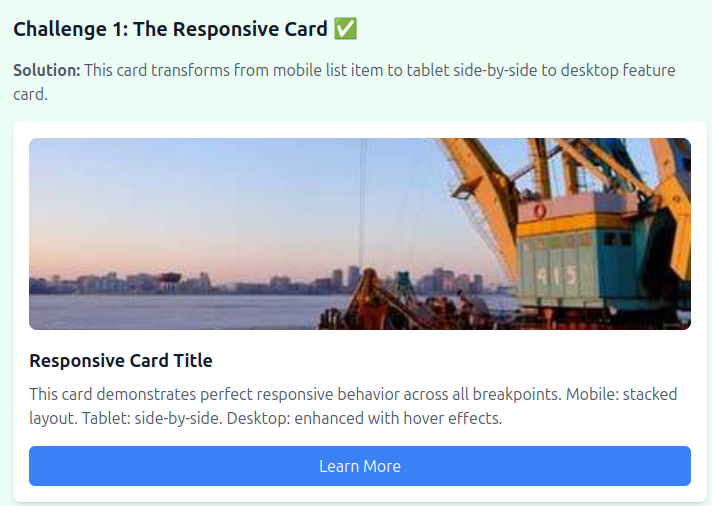 Challenge 1: The Responsive Card ✅
Solution: This card transforms from mobile list item to tablet side-by-side to desktop feature
card.
415
Responsive Card Title
This card demonstrates perfect responsive behavior across all breakpoints. Mobile: stacked
layout. Tablet: side-by-side. Desktop: enhanced with hover effects.
Learn More